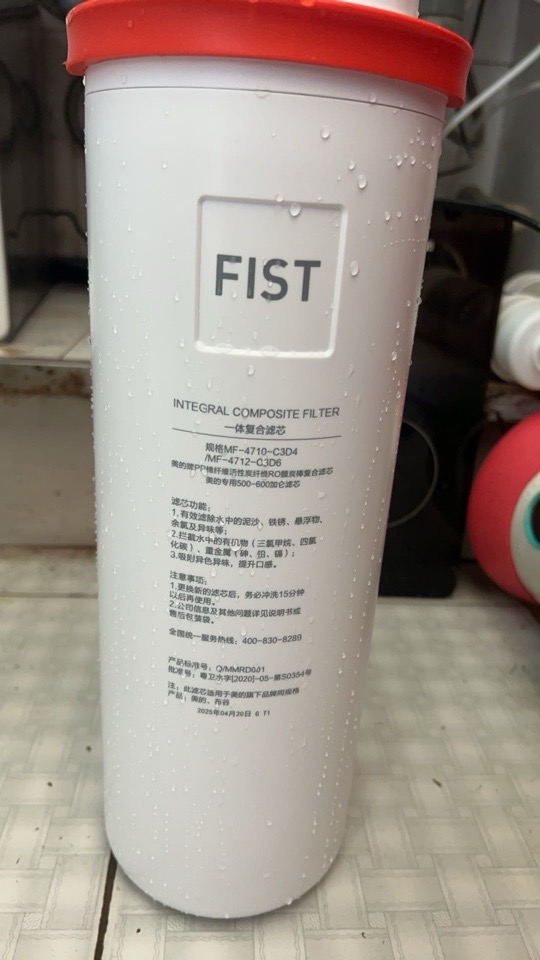 FIST
INTEGRAL COMPOSITE FILTER
一体复合滤芯
规格MF-4710-C3D4
/MF-4712-C3D6
美的牌PP棉纤维活性炭纤维RO膜炭棒复合滤芯
美的专用500-600加仑滤芯
滤芯功能：
1.有效滤除水中的泥沙、铁锈、悬浮物、
余氯及异味等；
2.拦截水中的有机物（三氯甲烷、四氯
化碳）、重金属（砷、铅、镉）；
3.吸附异色异味，提升口感。
注意事项：
1.更换新的滤芯后，务必冲洗15分钟
以后再使用。
2.公司信息及其他问题详见说明书或
售后包装袋。
全国统一服务热线：400-830-8289
产品标准号：Q/MMRD001
批准号：粤卫水字[2020]-05-第S0354号
注：此滤芯适用于美的旗下品牌同规格
产品：美的、布谷
2025年04月20日 G T1